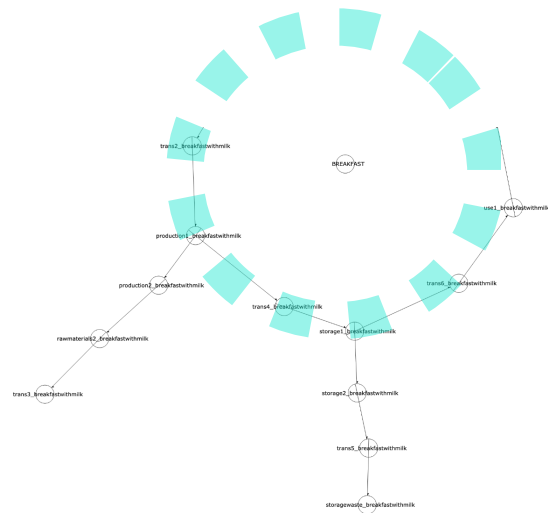 trans2_breakfastwithmilk
BREAKFAST
use1_breakfastwithmilk
production1_breakfastwithmilk
production2_breakfastwithmilk
trans6_breakfastwithmilk
trans4_breakfastwithmilk
storage1_breakfastwithmilk
rawmaterials2_breakfastwithmilk
trans3_breakfastwithmilk
storage2_breakfastwithmilk
trans5_breakfastwithmilk
storagewaste_breakfastwithmilk